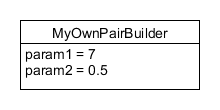 MyOwnPairBuilder
param1 = 7
param2 = 0.5